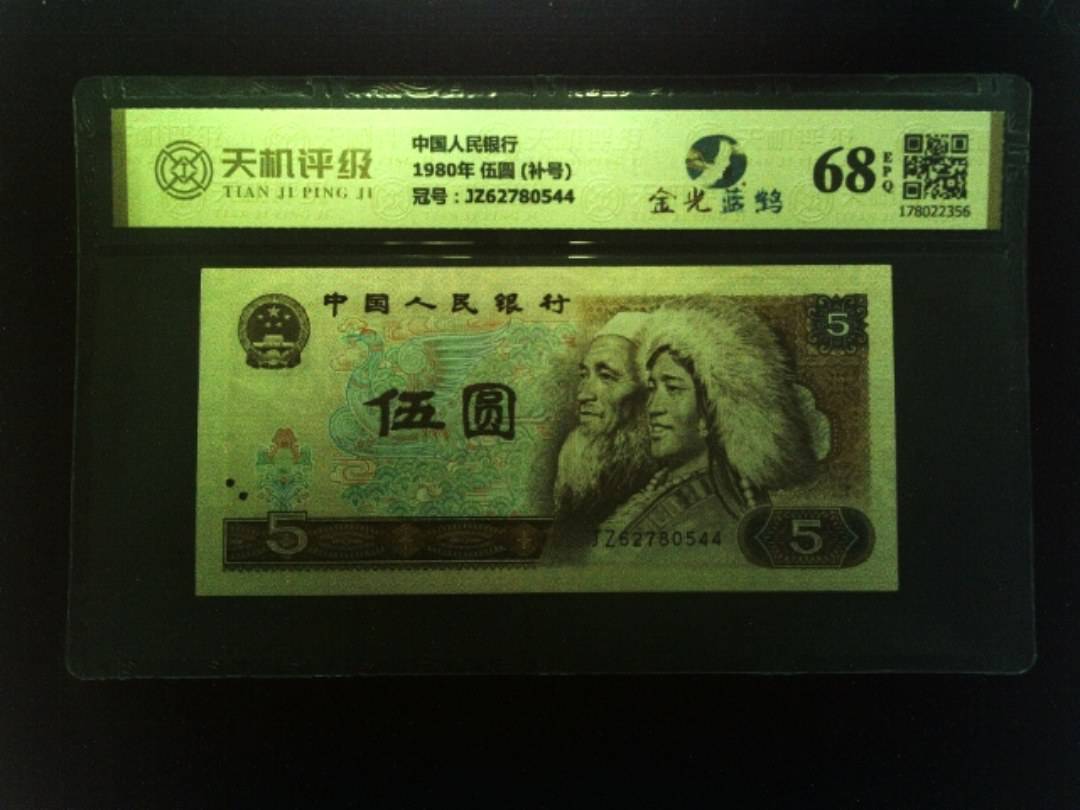 天机评级
TIAN JI PING JI
中国人民银行
1980年 伍圆 (补号)
冠号：JZ62780544
金光蓝鹤
68
EPQ
178022356
中国人民银行
5
伍圆
5
JZ62780544
5